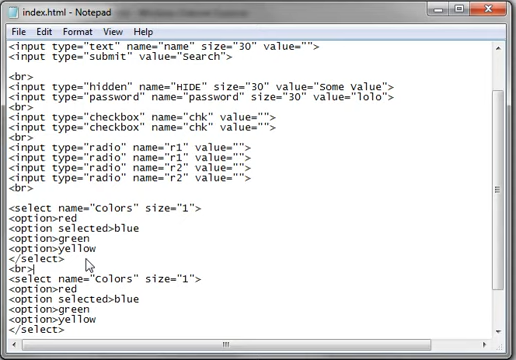 index.html - Notepad
File Edit Format View Help
<input type="text" name="name" size="30" value="">
<input type="submit" value="Search">
<br>
<input type="hidden" name="HIDE" size="30" value="Some value">
<input type="password" name="password" size="30" value="lolo">
<br>
<input type="checkbox" name="chk" value="">
<input type="checkbox" name="chk" value="">
<br>
<input type="radio" name="r1" value="">
<input type="radio" name="r1" value="">
<input type="radio" name="r2" value="">
<input type="radio" name="r2" value="">
<br>
<select name="Colors" size="1">
<option>red
<option selected>blue
<option>green
<option>yellow
</select>
<br>
<select name="Colors" size="1">
<option>red
<option selected>blue
<option>green
<option>yellow
</select>